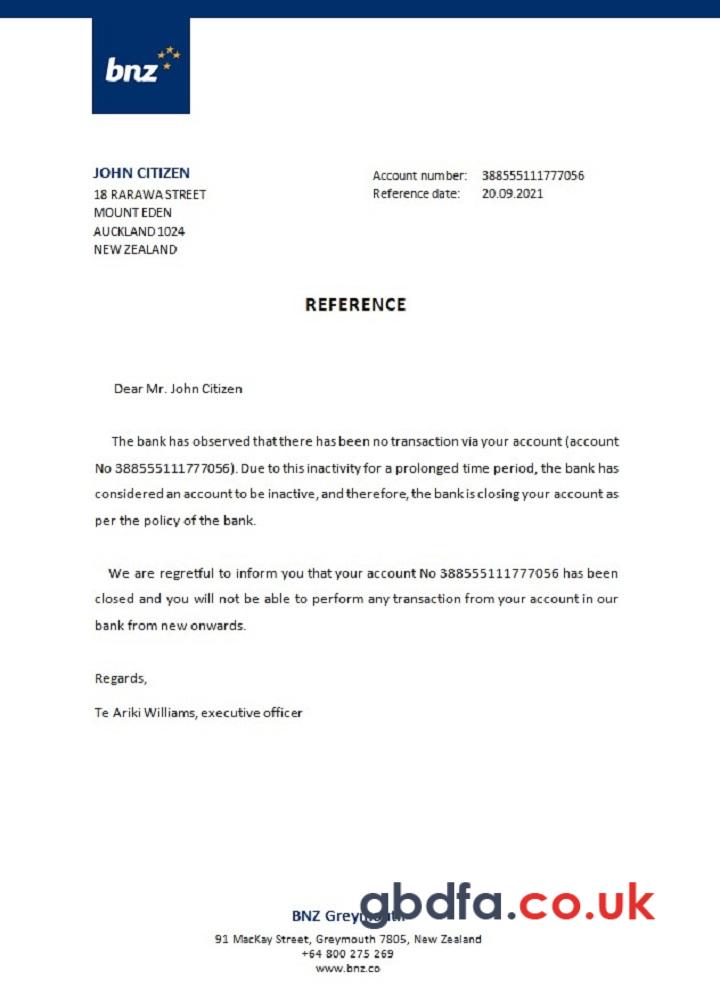 bnz
JOHN CITIZEN
18 RARAWA STREET
MOUNT EDEN
AUCKLAND 1024
NEW ZEALAND
Account number: 388555111777056
Reference date: 20.09.2021
REFERENCE
Dear Mr. John Citizen
The bank has observed that there has been no transaction via your account (account
No 388555111777056). Due to this inactivity for a prolonged time period, the bank has
considered an account to be inactive, and therefore, the bank is closing your account as
per the policy of the bank.
We are regretful to inform you that your account No 388555111777056 has been
closed and you will not be able to perform any transaction from your account in our
bank from new onwards.
Regards,
Te Ariki Williams, executive officer
gbdfa.co.uk
BNZ Greymouth
91 MacKay Street, Greymouth 7805, New Zealand
+64 800 275 269
www.bnz.co